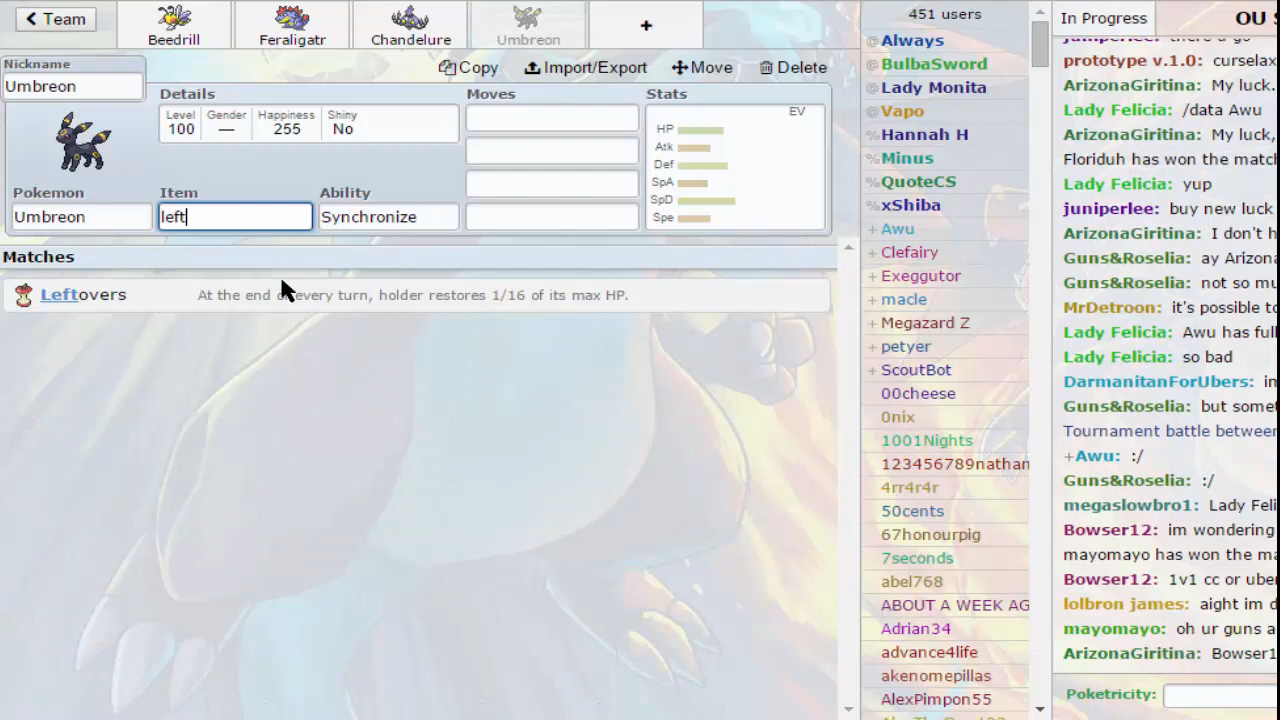 Team
Beedrill
Feraligatr
Chandelure
Umbreon
+
Nickname
Umbreon
Copy
Import/Export
Move
Delete
Details
Level
100
Gender
—
Happiness
255
Shiny
No
Moves
Stats
EV
HP
Atk
Def
SpA
SpD
Spe
Pokemon
Umbreon
Item
left
Ability
Synchronize
Matches
Leftovers
At the end of every turn, holder restores 1/16 of its max HP.
451 users
@Always
@BulbaSword
@Lady Monita
@Vapo
%Hannah H
%Minus
%QuoteCS
%xShiba
+Awu
+Clefairy
+Exeggutor
+macle
+Megazard Z
+petyer
+ScoutBot
00cheese
0nix
1001Nights
123456789nathan
4rr4r4r
50cents
67honourpig
7seconds
abel768
ABOUT A WEEK AG
Adrian34
advance4life
akenomepillas
AlexPimpon55
In Progress
OU
prototype v.1.0: curselax
ArizonaGiritina: My luck.
Lady Felicia: /data Awu
ArizonaGiritina: My luck,
Floriduh has won the match
Lady Felicia: yup
juniperlee: buy new luck
ArizonaGiritina: I don't h
Guns&Roselia: ay Arizona
Guns&Roselia: not so mu
MrDetroon: it's possible to
Lady Felicia: Awu has full
Lady Felicia: so bad
DarmanitanForUbers: im
Guns&Roselia: but some
Tournament battle between
+Awu: :/
Guns&Roselia: :/
megaslowbro1: Lady Feli
Bowser12: im wondering
mayomayo has won the ma
Bowser12: 1v1 cc or ube
lolbron james: aight im d
mayomayo: oh ur guns a
ArizonaGiritina: Bowser1
Poketricity: